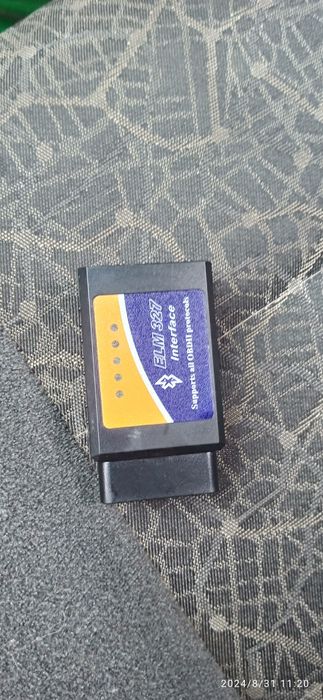 ELM 327
Interface
Supports all OBDII protocols
2024/8/31 11:20